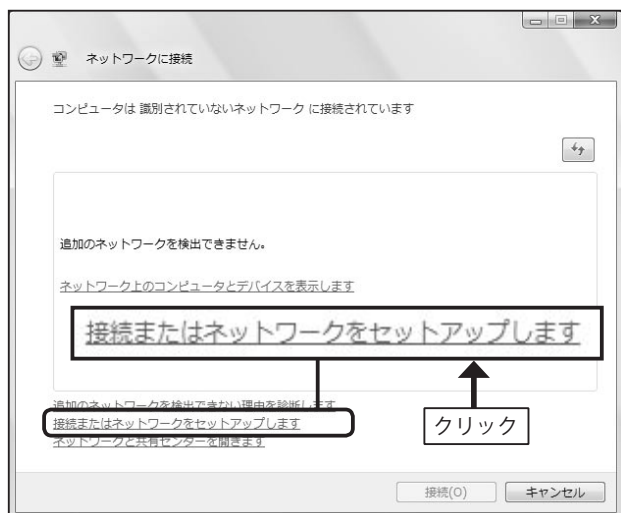 ネットワークに接続
コンピュータは 識別されていないネットワーク に接続されています
追加のネットワークを検出できません。
ネットワーク上のコンピュータとデバイスを表示します
接続またはネットワークをセットアップします
追加のネットワークを検出できない理由を診断します
接続またはネットワークをセットアップします
クリック
ネットワークと共有センターを開きます
接続(O)
キャンセル